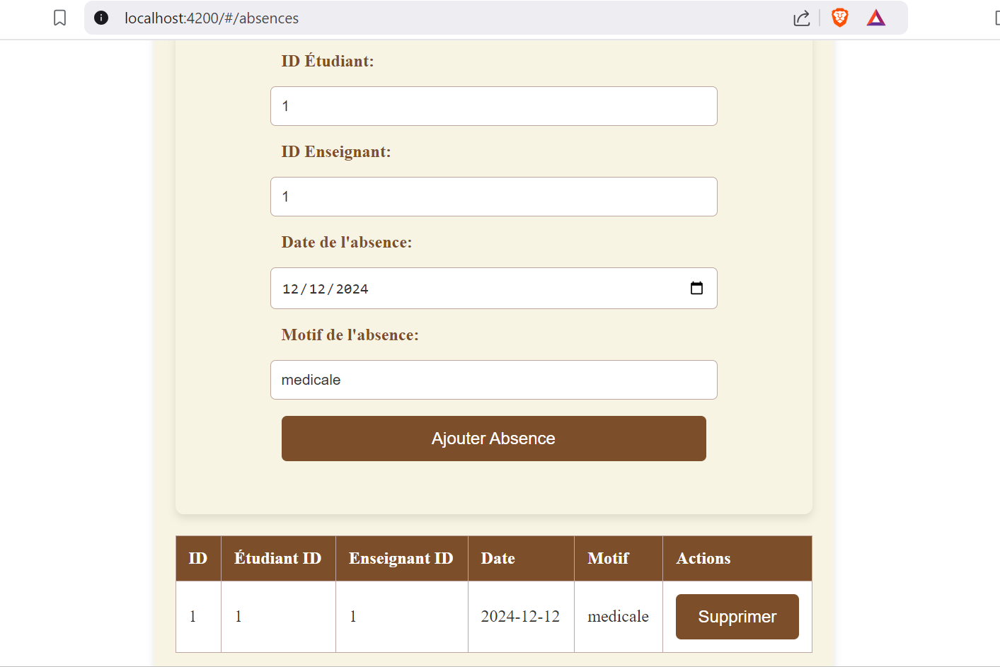 localhost:4200/#/absences
ID Étudiant:
1
ID Enseignant:
1
Date de l'absence:
12/12/2024
Motif de l'absence:
medicale
Ajouter Absence
ID Étudiant ID Enseignant ID Date Motif Actions
1 1 1 2024-12-12 medicale Supprimer